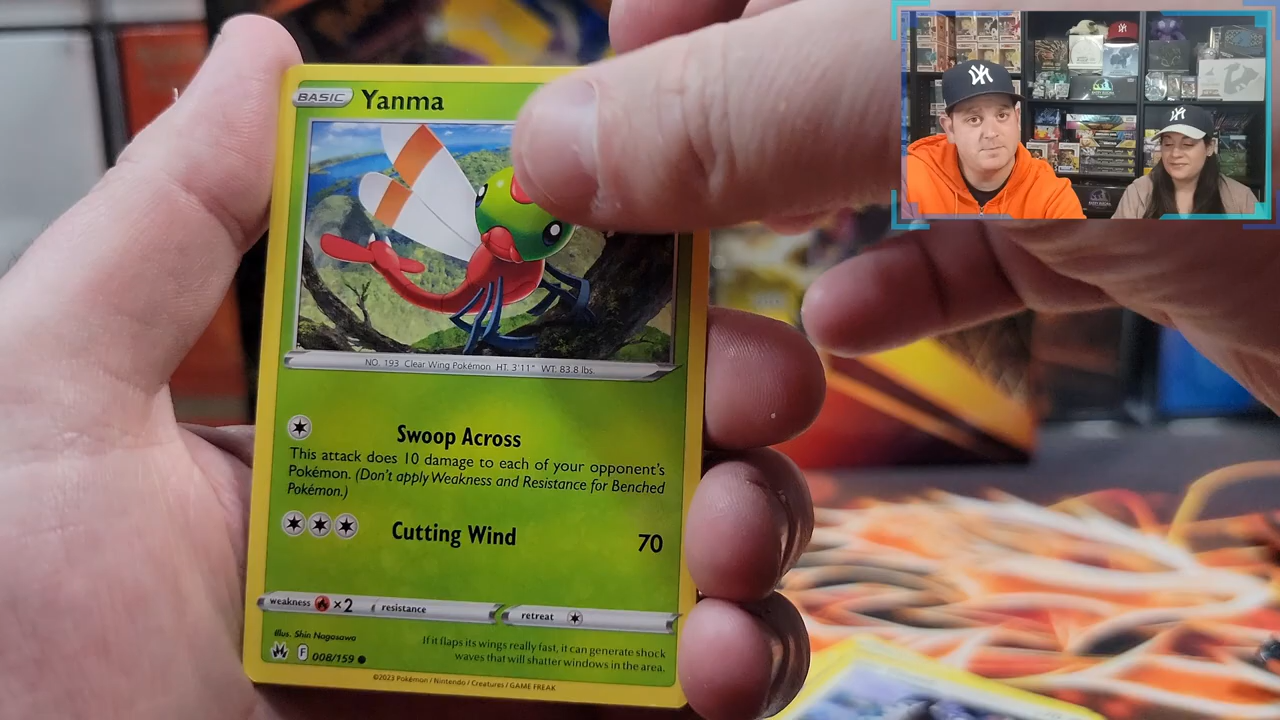 BASIC Yanma
NO. 193 Clear Wing Pokémon HT. 3'11" WT: 83.8 lbs.
Swoop Across
This attack does 10 damage to each of your opponent's
Pokémon. (Don't apply Weakness and Resistance for Benched
Pokémon.)
Cutting Wind 70
weakness ×2 resistance retreat
Illus. Shin Nagasawa
If it flaps its wings really fast, it can generate shock
waves that will shatter windows in the area.
F 008/159
©2023 Pokémon / Nintendo / Creatures / GAME FREAK
NY
NY